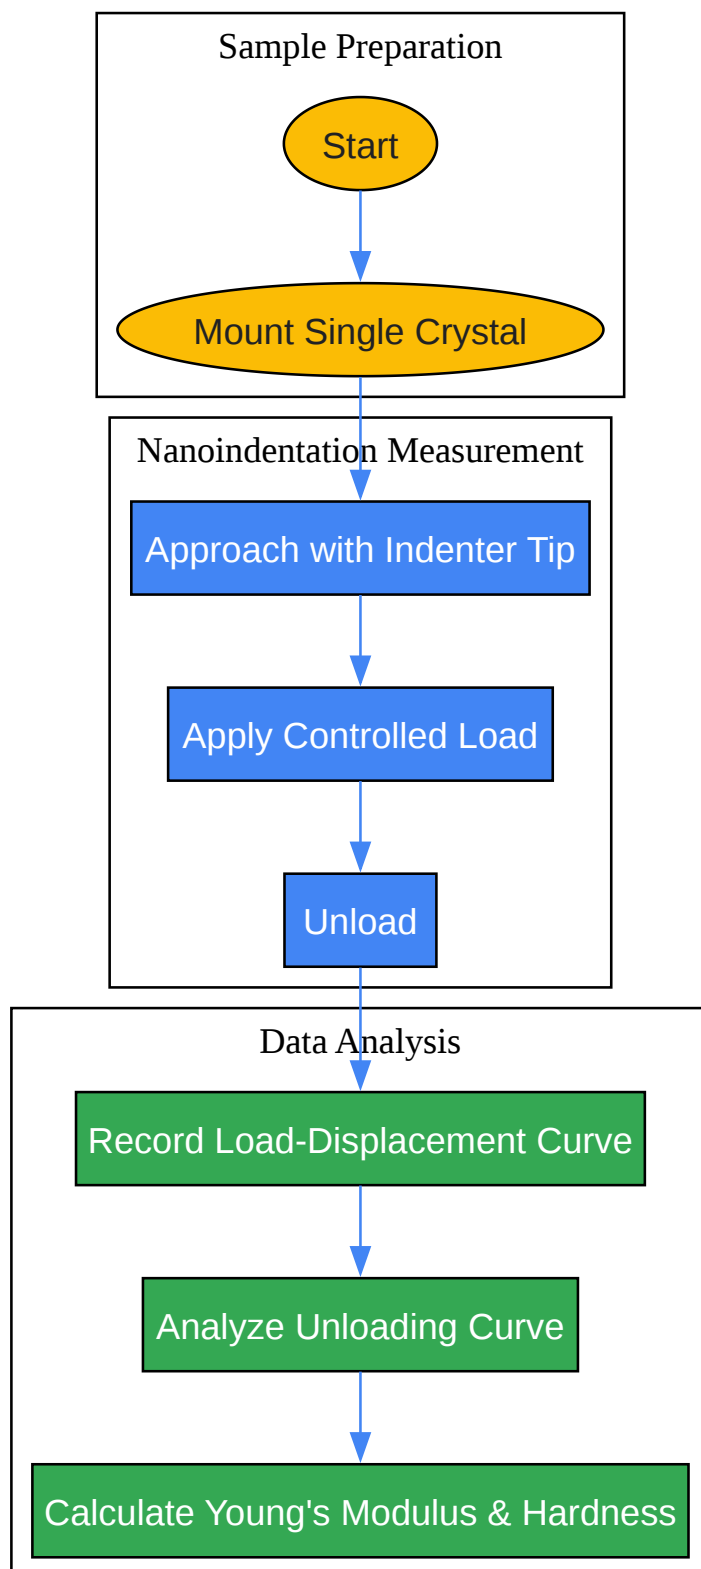 Sample Preparation
Start
Mount Single Crystal
Nanoindentation Measurement
Approach with Indenter Tip
Apply Controlled Load
Unload
Data Analysis
Record Load-Displacement Curve
Analyze Unloading Curve
Calculate Young's Modulus & Hardness